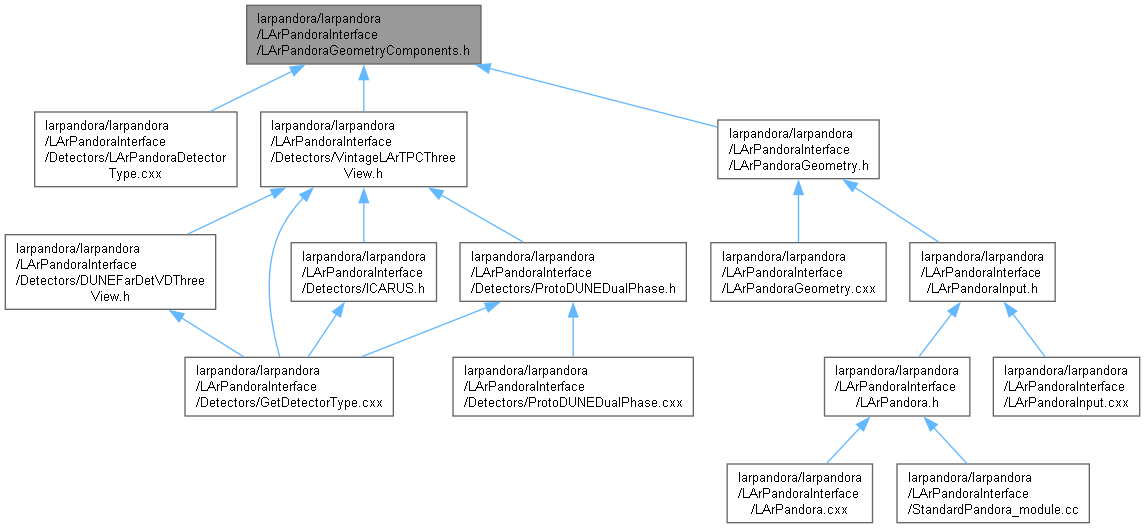 larpandora/larpandora
/LArPandoraInterface
/LArPandoraGeometryComponents.h
larpandora/larpandora
/LArPandoraInterface
/Detectors/LArPandoraDetector
Type.cxx
larpandora/larpandora
/LArPandoraInterface
/Detectors/VintageLArTPCThree
View.h
larpandora/larpandora
/LArPandoraInterface
/LArPandoraGeometry.h
larpandora/larpandora
/LArPandoraInterface
/Detectors/DUNEFarDetVDThree
View.h
larpandora/larpandora
/LArPandoraInterface
/Detectors/ICARUS.h
larpandora/larpandora
/LArPandoraInterface
/Detectors/ProtoDUNEDualPhase.h
larpandora/larpandora
/LArPandoraInterface
/LArPandoraGeometry.cxx
larpandora/larpandora
/LArPandoraInterface
/LArPandoraInput.h
larpandora/larpandora
/LArPandoraInterface
/Detectors/GetDetectorType.cxx
larpandora/larpandora
/LArPandoraInterface
/Detectors/ProtoDUNEDualPhase.cxx
larpandora/larpandora
/LArPandoraInterface
/LArPandora.h
larpandora/larpandora
/LArPandoraInterface
/LArPandoraInput.cxx
larpandora/larpandora
/LArPandoraInterface
/LArPandora.cxx
larpandora/larpandora
/LArPandoraInterface
/StandardPandora_module.cc